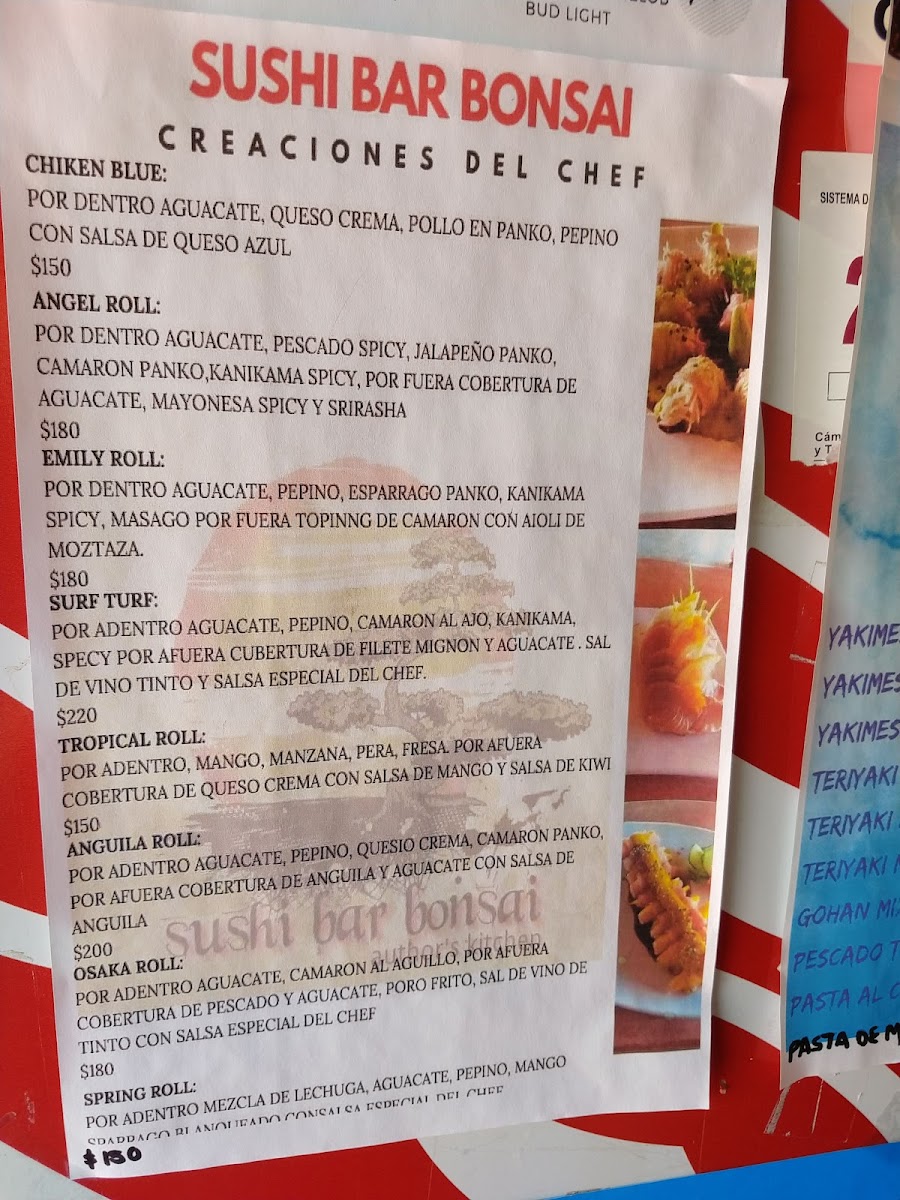 BUD LIGHT
SUSHI BAR BONSAI
CREACIONES DEL CHEF
CHIKEN BLUE:
POR DENTRO AGUACATE, QUESO CREMA, POLLO EN PANKO, PEPINO
CON SALSA DE QUESO AZUL
$150
ANGEL ROLL:
POR DENTRO AGUACATE, PESCADO SPICY, JALAPEÑO PANKO,
CAMARON PANKO,KANIKAMA SPICY, POR FUERA COBERTURA DE
AGUACATE, MAYONESA SPICY Y SRIRASHA
$180
EMILY ROLL:
POR DENTRO AGUACATE, PEPINO, ESPARRAGO PANKO, KANIKAMA
SPICY, MASAGO POR FUERA TOPINNG DE CAMARON CON AIOLI DE
MOZTAZA.
$180
SURF TURF:
POR ADENTRO AGUACATE, PEPINO, CAMARON AL AJO, KANIKAMA,
SPECY POR AFUERA CUBERTURA DE FILETE MIGNON Y AGUACATE . SAL
DE VINO TINTO Y SALSA ESPECIAL DEL CHEF.
$220
TROPICAL ROLL:
POR ADENTRO, MANGO, MANZANA, PERA, FRESA. POR AFUERA
COBERTURA DE QUESO CREMA CON SALSA DE MANGO Y SALSA DE KIWI
$150
ANGUILA ROLL:
POR ADENTRO AGUACATE, PEPINO, QUESIO CREMA, CAMARON PANKO,
POR AFUERA COBERTURA DE ANGUILA Y AGUACATE CON SALSA DE
ANGUILA
$200
sushi bar bonsai
author's kitchen
OSAKA ROLL:
POR ADENTRO AGUACATE, CAMARON AL AGUILLO, POR AFUERA
COBERTURA DE PESCADO Y AGUACATE, PORO FRITO, SAL DE VINO DE
TINTO CON SALSA ESPECIAL DEL CHEF
$180
SPRING ROLL:
POR ADENTRO MEZCLA DE LECHUGA, AGUACATE, PEPINO, MANGO
SPARRAGO BLANQUEADO CONSALSA ESPECIAL DEL CHEF
$130
SISTEMA D
Cám
y T
YAKIMES
YAKIMES
YAKIMES
TERIYAKI
TERIYAKI
TERIYAKI
GOHAN MI
PESCADO T
PASTA AL
PASTA DE M